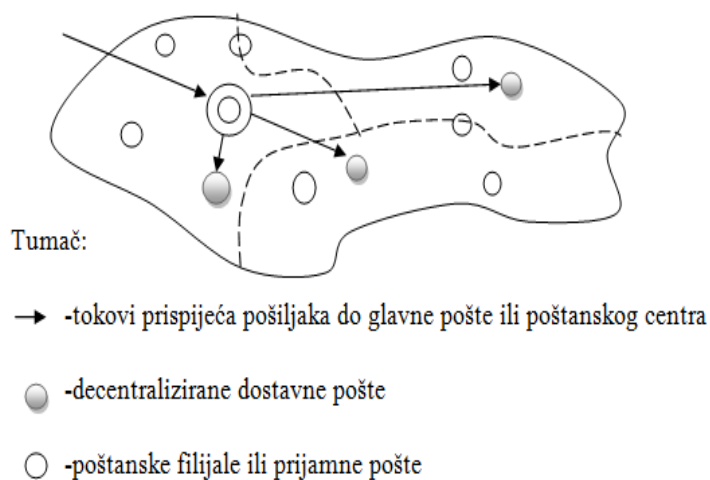 Tumač:
-tokovi prispijeća pošiljaka do glavne pošte ili poštanskog centra
-decentralizirane dostavne pošte
-poštanske filijale ili prijamne pošte